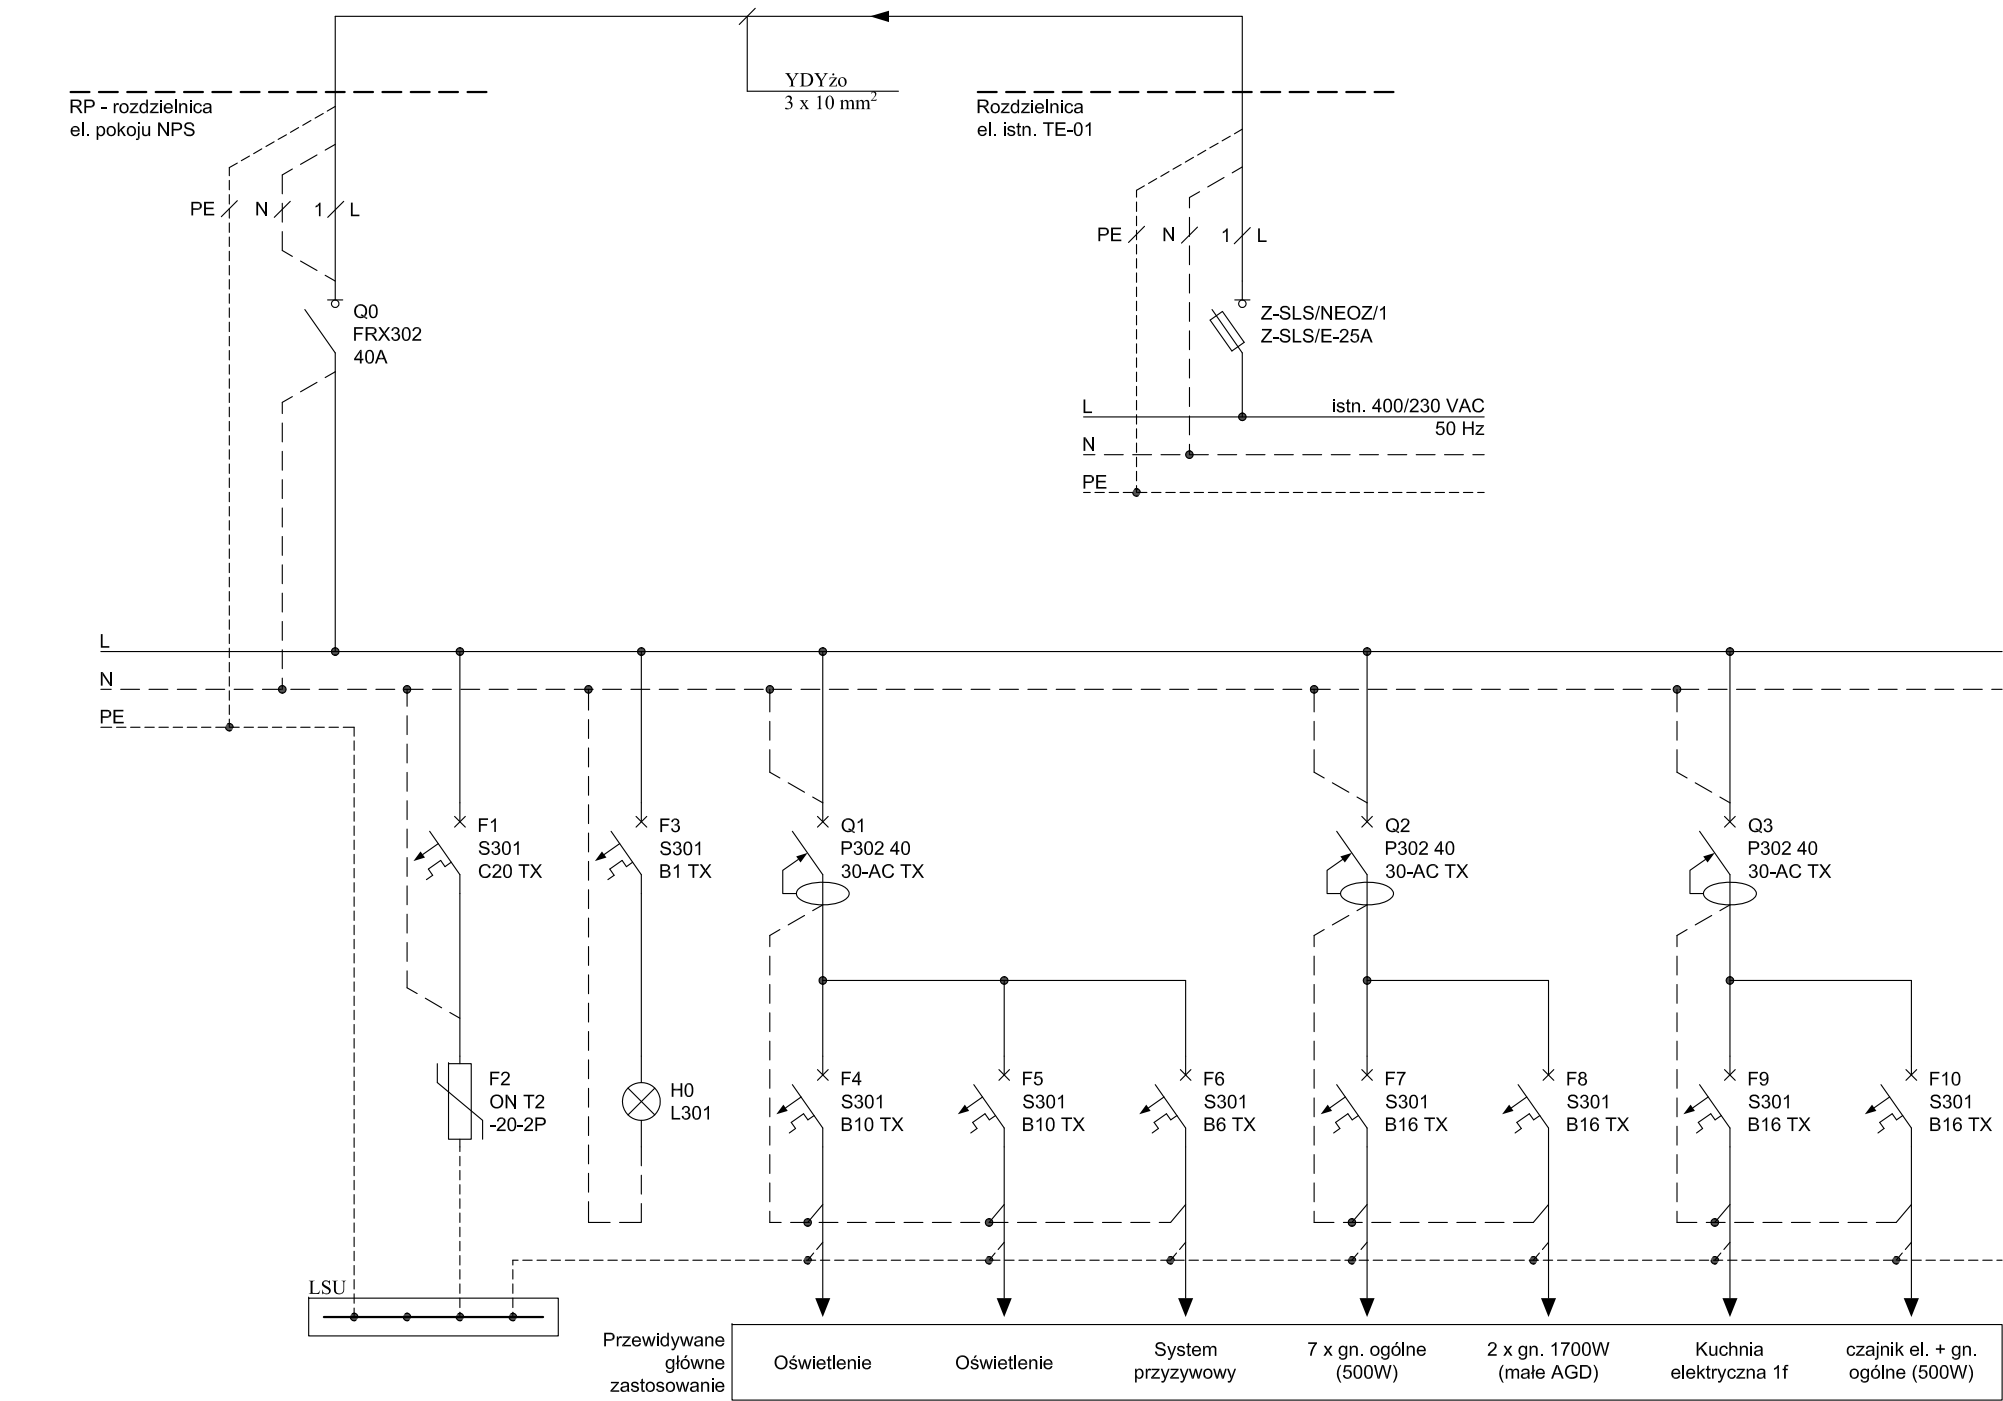 YDYżo
3 x 10 mm²
RP - rozdzielnica
el. pokoju NPS
Rozdzielnica
el. istn. TE-01
PE
N
1
L
PE
N
1
L
Q0
FRX302
40A
Z-SLS/NEOZ/1
Z-SLS/E-25A
L
istn. 400/230 VAC
50 Hz
N
PE
L
N
PE
F1
S301
C20 TX
F3
S301
B1 TX
Q1
P302 40
30-AC TX
Q2
P302 40
30-AC TX
Q3
P302 40
30-AC TX
F2
ON T2
-20-2P
H0
L301
F4
S301
B10 TX
F5
S301
B10 TX
F6
S301
B6 TX
F7
S301
B16 TX
F8
S301
B16 TX
F9
S301
B16 TX
F10
S301
B16 TX
LSU
Przewidywane
główne
zastosowanie
Oświetlenie
Oświetlenie
System
przyzywowy
7 x gn. ogólne
(500W)
2 x gn. 1700W
(małe AGD)
Kuchnia
elektryczna 1f
czajnik el. + gn.
ogólne (500W)